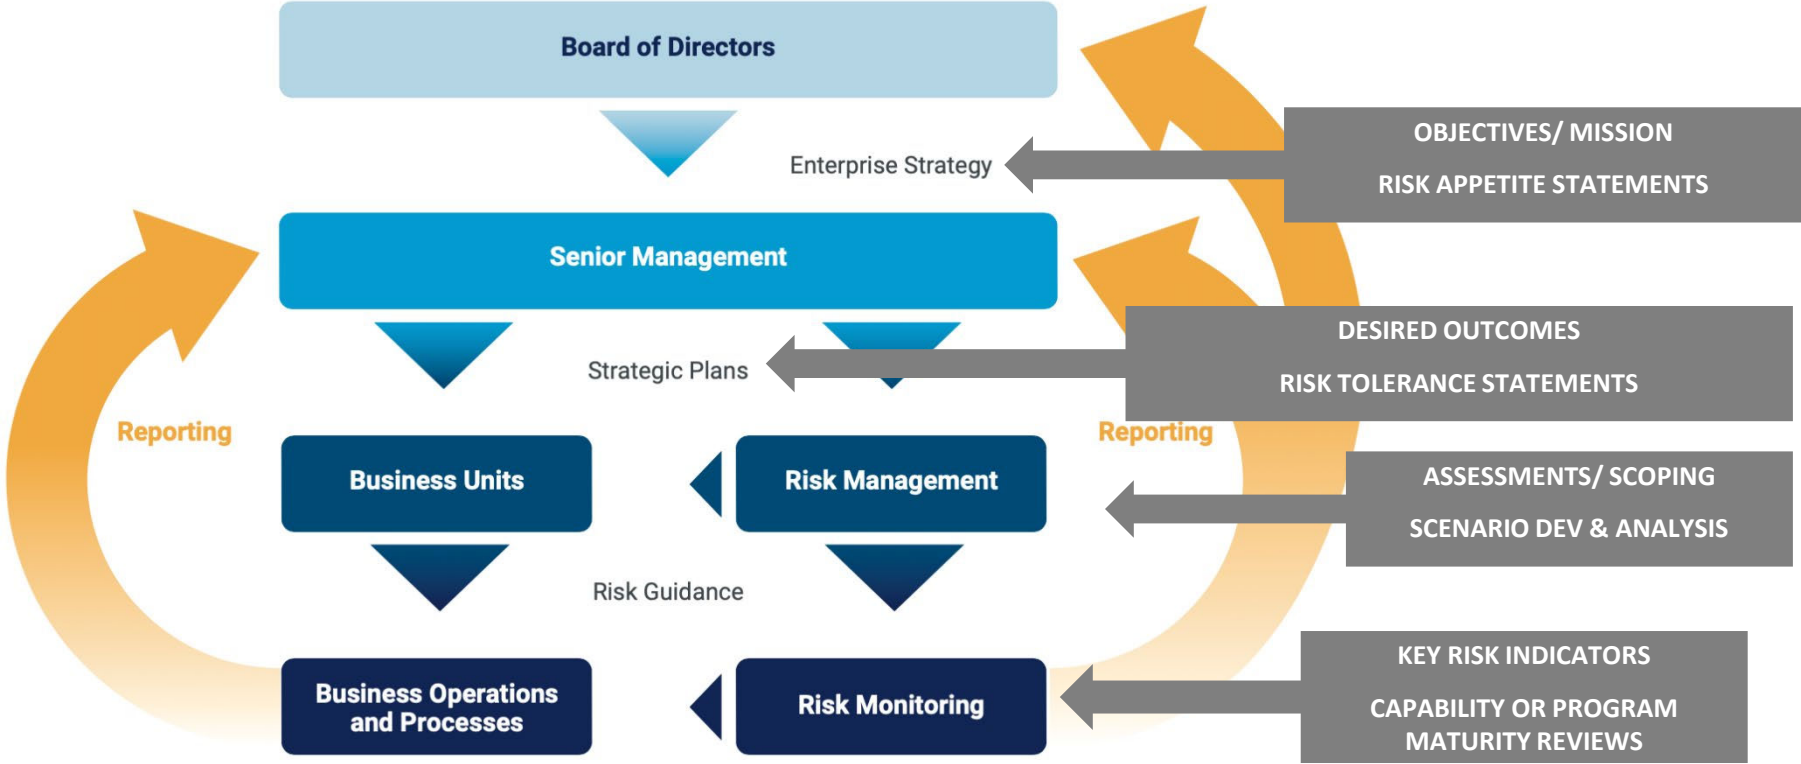 Board of Directors
OBJECTIVES/ MISSION
Enterprise Strategy
RISK APPETITE STATEMENTS
Senior Management
DESIRED OUTCOMES
Strategic Plans
RISK TOLERANCE STATEMENTS
Reporting
Reporting
Business Units
Risk Management
ASSESSMENTS/ SCOPING
SCENARIO DEV & ANALYSIS
Risk Guidance
KEY RISK INDICATORS
Business Operations
and Processes
Risk Monitoring
CAPABILITY OR PROGRAM
MATURITY REVIEWS